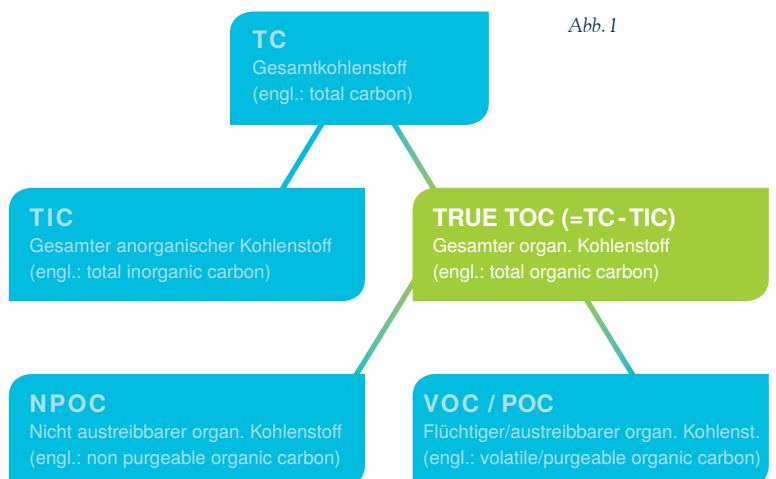 Abb. 1
TC
Gesamtkohlenstoff
(engl.: total carbon)
TIC
Gesamter anorganischer Kohlenstoff
(engl.: total inorganic carbon)
TRUE TOC (=TC-TIC)
Gesamter organ. Kohlenstoff
(engl.: total organic carbon)
NPOC
Nicht austreibbarer organ. Kohlenstoff
(engl.: non purgeable organic carbon)
VOC / POC
Flüchtiger/austreibbarer organ. Kohlenst.
(engl.: volatile/purgeable organic carbon)